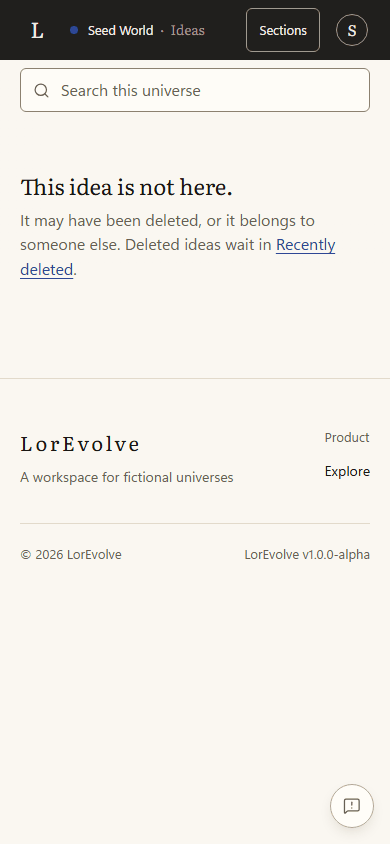 L
Seed World · Ideas
Sections
S
Search this universe
This idea is not here.
It may have been deleted, or it belongs to
someone else. Deleted ideas wait in Recently
deleted.
LorEvolve
A workspace for fictional universes
Product
Explore
© 2026 LorEvolve
LorEvolve v1.0.0-alpha